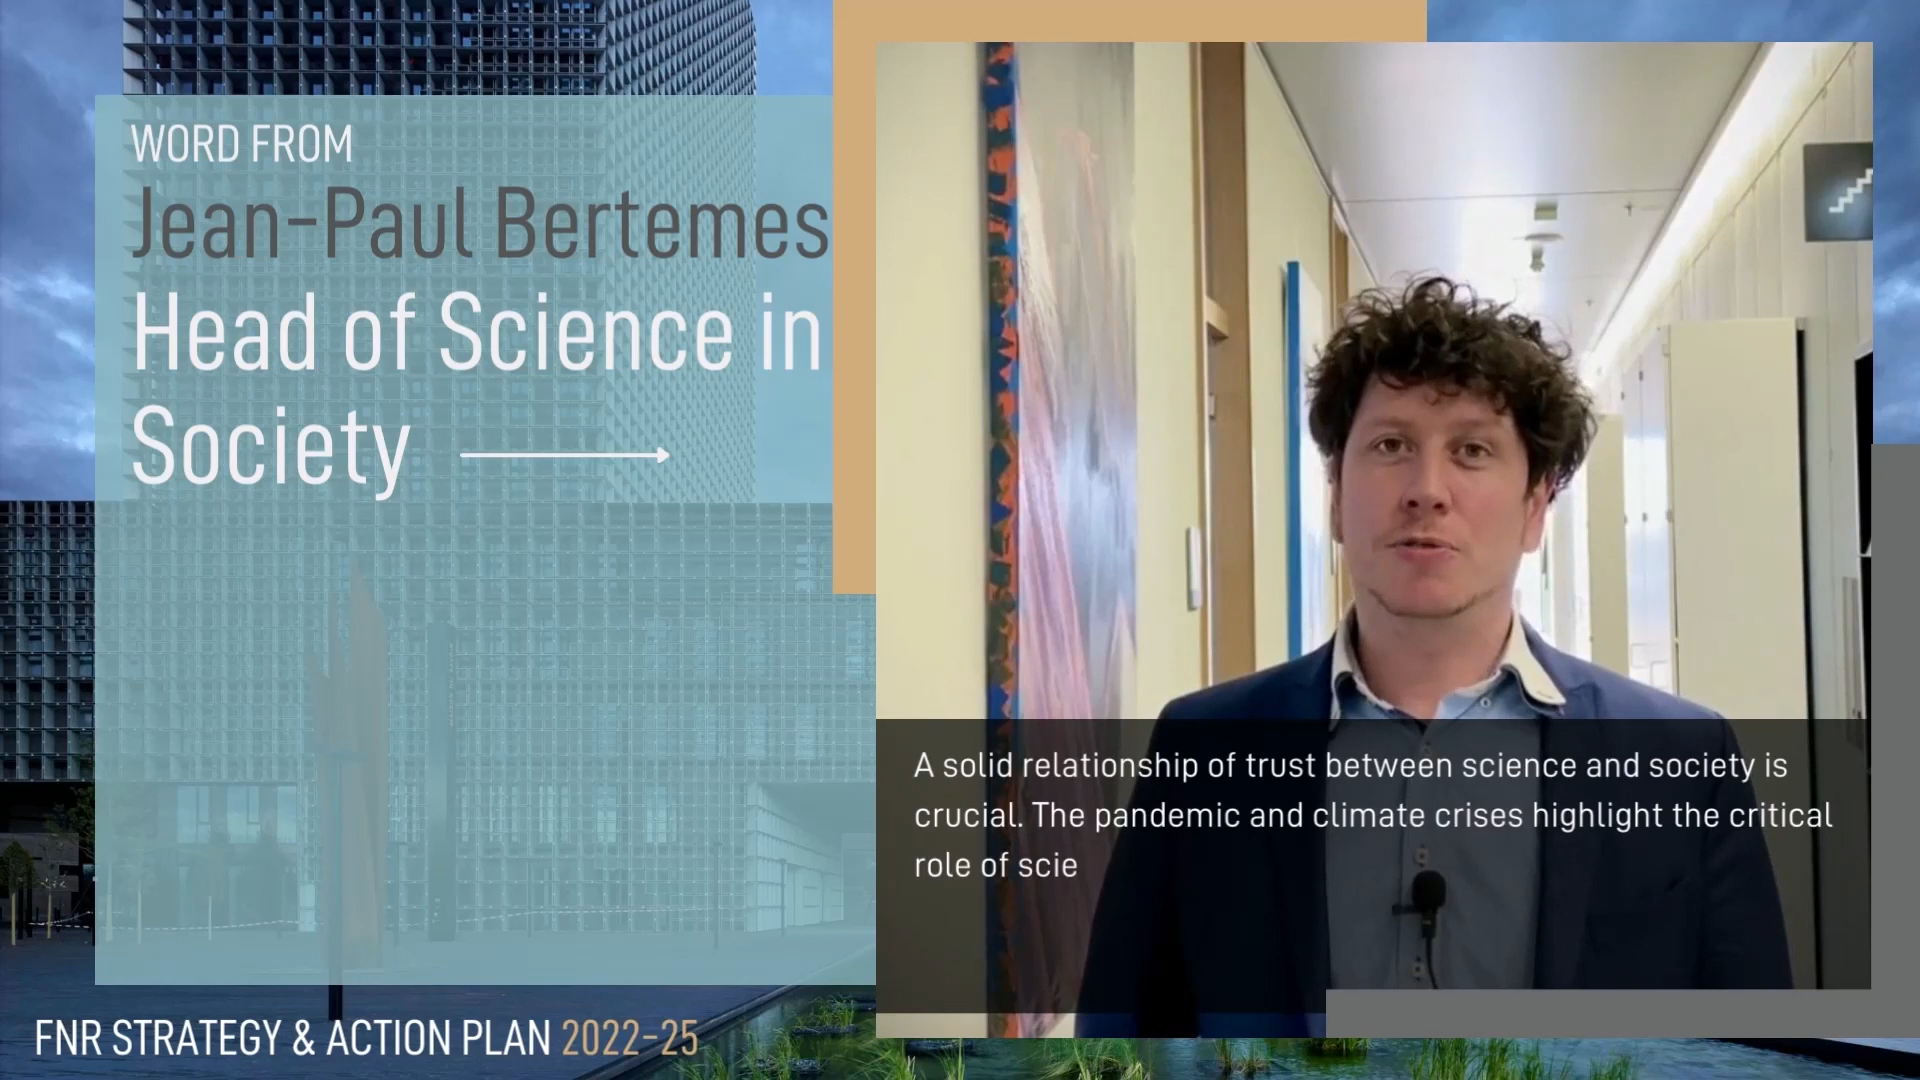 WORD FROM
Jean-Paul Bertemes
Head of Science in
Society
A solid relationship of trust between science and society is
crucial. The pandemic and climate crises highlight the critical
role of scie
FNR STRATEGY & ACTION PLAN 2022-25